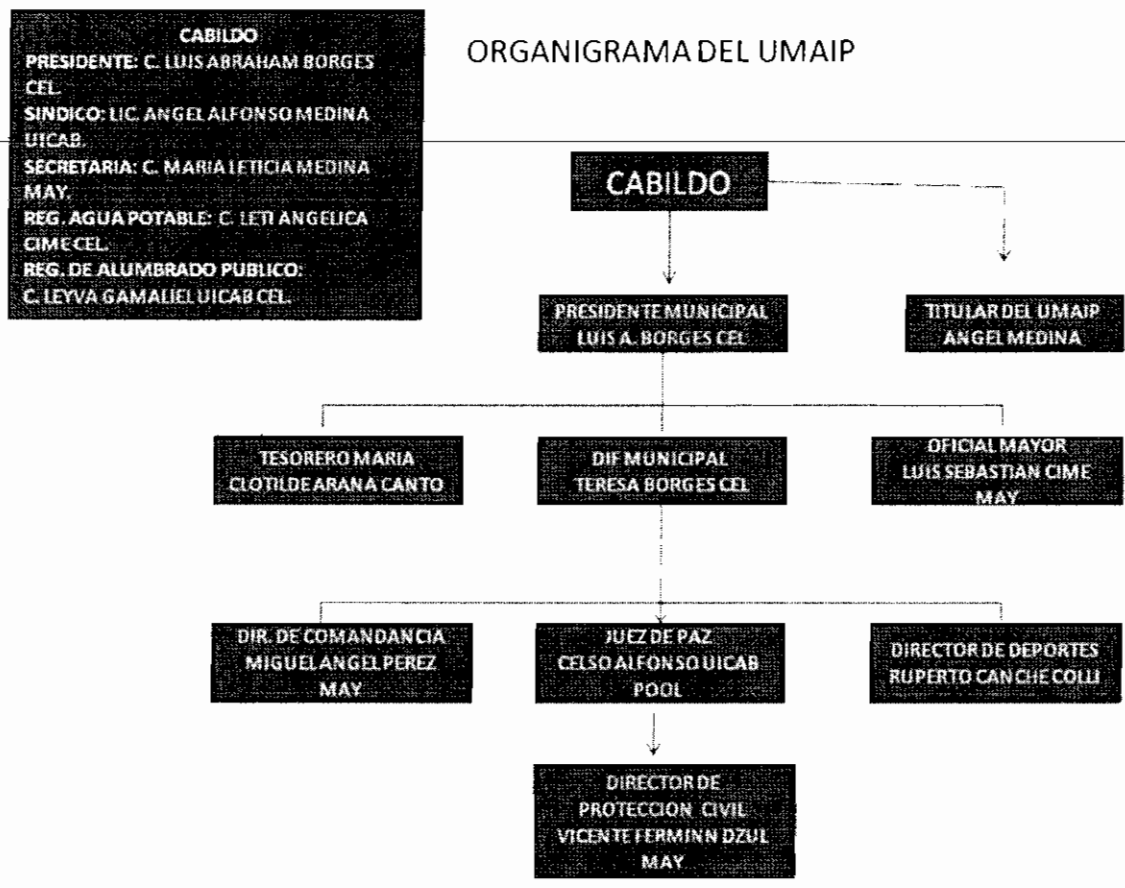 CABILDO
PRESIDENTE: C. LUIS ABRAHAM BORGES
CEL.
SINDICO: LIC. ANGEL ALFONSO MEDINA
UICAB.
SECRETARIA: C. MARIA LETICIA MEDINA
MAY.
REG. AGUA POTABLE: C. LETI ANGELICA
CIME CEL.
REG. DE ALUMBRADO PUBLICO:
C. LEYVA GAMALIEL UICAB CEL.
ORGANIGRAMA DEL UMAIP
CABILDO
PRESIDENTE MUNICIPAL
LUIS A. BORGES CEL
TITULAR DEL UMAIP
ANGEL MEDINA
TESORERO MARIA
CLOTILDE ARANA CANTO
DIF MUNICIPAL
TERESA BORGES CEL
OFICIAL MAYOR
LUIS SEBASTIAN CIME
MAY
DIR. DE COMANDANCIA
MIGUEL ANGEL PEREZ
MAY
JUEZ DE PAZ
CELSO ALFONSO UICAB
POOL
DIRECTOR DE DEPORTES
RUPERTO CANCHE COLLI
DIRECTOR DE
PROTECCION CIVIL
VICENTE FERMINN DZUL
MAY